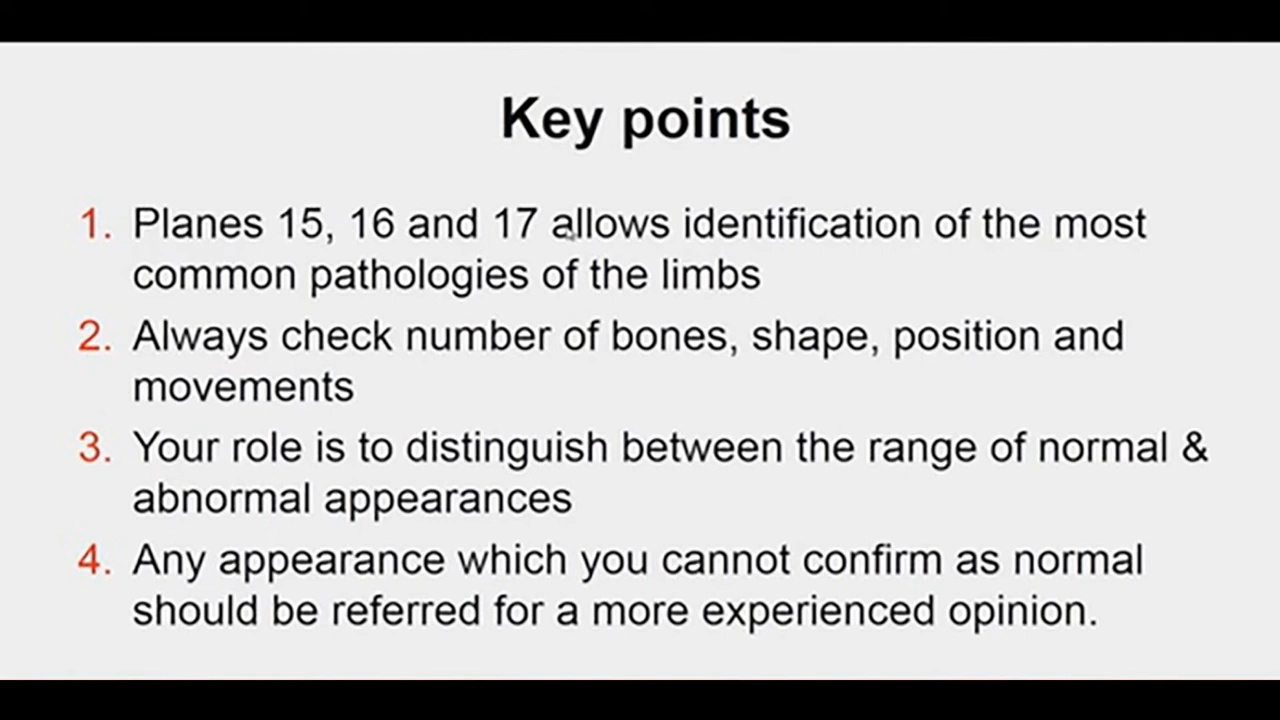 Key points
1. Planes 15, 16 and 17 allows identification of the most
common pathologies of the limbs
2. Always check number of bones, shape, position and
movements
3. Your role is to distinguish between the range of normal &
abnormal appearances
4. Any appearance which you cannot confirm as normal
should be referred for a more experienced opinion.